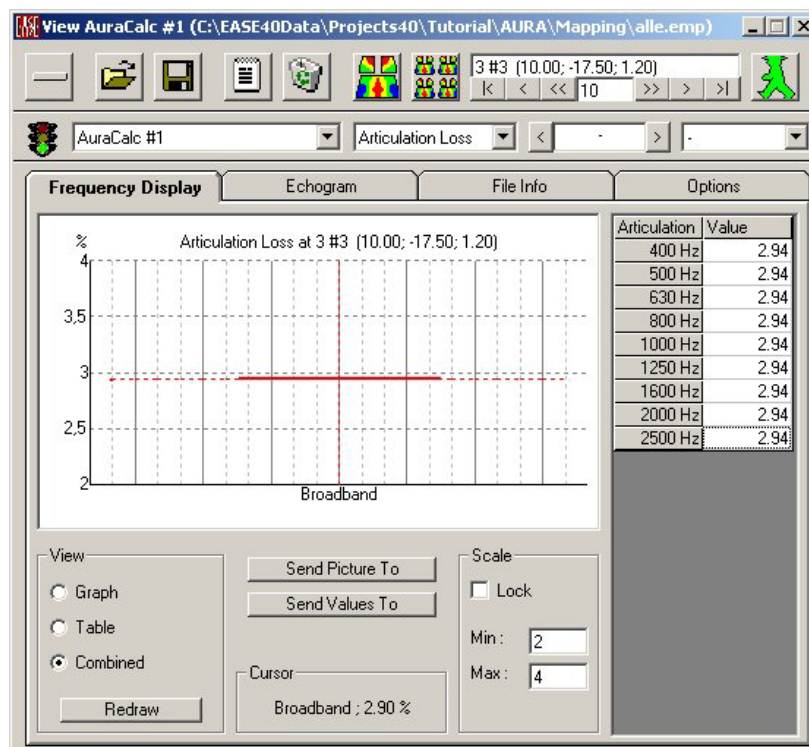 View AuraCalc #1 (C:\EASE40Data\Projects40\Tutorial\AURA\Mapping\alle.emp)
3 #3 (10.00; -17.50; 1.20)
|< < << 10 >> > >|
AuraCalc #1 Articulation Loss < - > -
Frequency Display Echogram File Info Options
% Articulation Loss at 3 #3 (10.00; -17.50; 1.20)
4
3,5
3
2,5
2
Broadband
Articulation Value
400 Hz 2.94
500 Hz 2.94
630 Hz 2.94
800 Hz 2.94
1000 Hz 2.94
1250 Hz 2.94
1600 Hz 2.94
2000 Hz 2.94
2500 Hz 2.94
View
Graph
Table
Combined
Redraw
Send Picture To
Send Values To
Cursor
Broadband ; 2.90 %
Scale
Lock
Min : 2
Max : 4